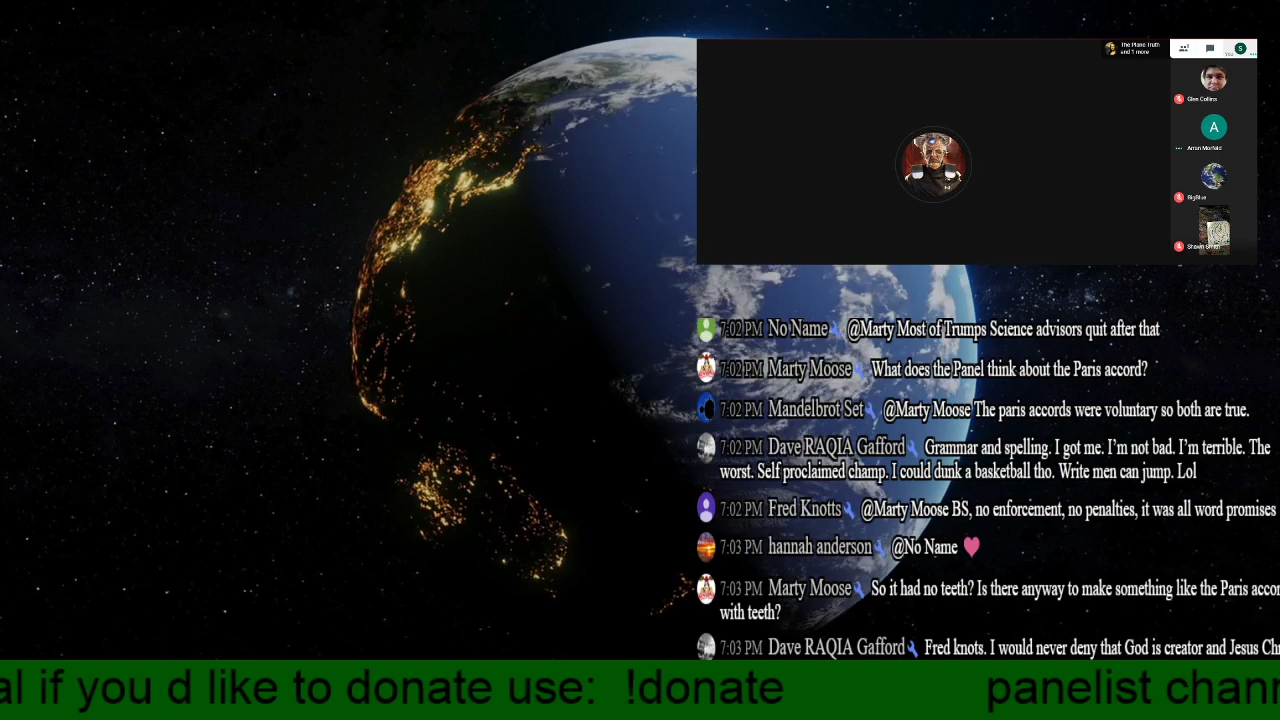 The Plane Truth
and 1 more
You
S
Glen Collins
A
Arran Morfeld
BigBlue
Shawn Smith
7:02 PM No Name @Marty Most of Trumps Science advisors quit after that
7:02 PM Marty Moose What does the Panel think about the Paris accord?
7:02 PM Mandelbrot Set @Marty Moose The paris accords were voluntary so both are true.
7:02 PM Dave RAQIA Gafford Grammar and spelling. I got me. I'm not bad. I'm terrible. The
worst. Self proclaimed champ. I could dunk a basketball tho. Write men can jump. Lol
7:02 PM Fred Knotts @Marty Moose BS, no enforcement, no penalties, it was all word promises
7:03 PM hannah anderson @No Name
7:03 PM Marty Moose So it had no teeth? Is there anyway to make something like the Paris accor
with teeth?
7:03 PM Dave RAQIA Gafford Fred knots. I would never deny that God is creator and Jesus Chr
al if you d like to donate use: !donate panelist chann